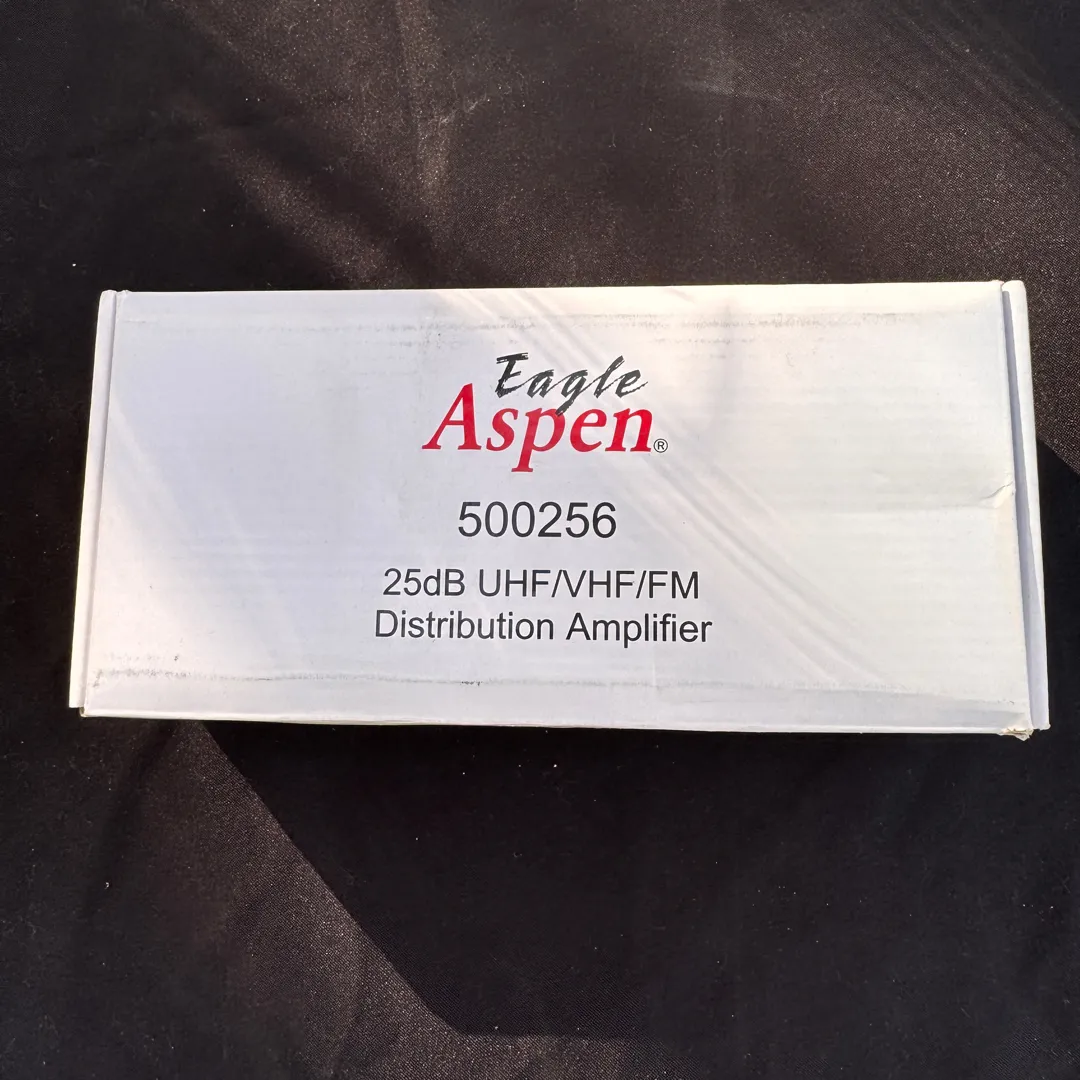 Eagle
Aspen®
500256
25dB UHF/VHF/FM
Distribution Amplifier